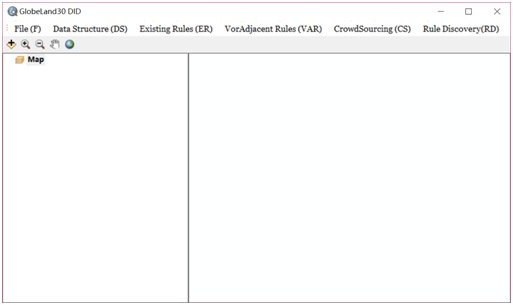 GlobeLand30 DID
File (F) Data Structure (DS) Existing Rules (ER) VorAdjacent Rules (VAR) CrowdSourcing (CS) Rule Discovery(RD)
Map